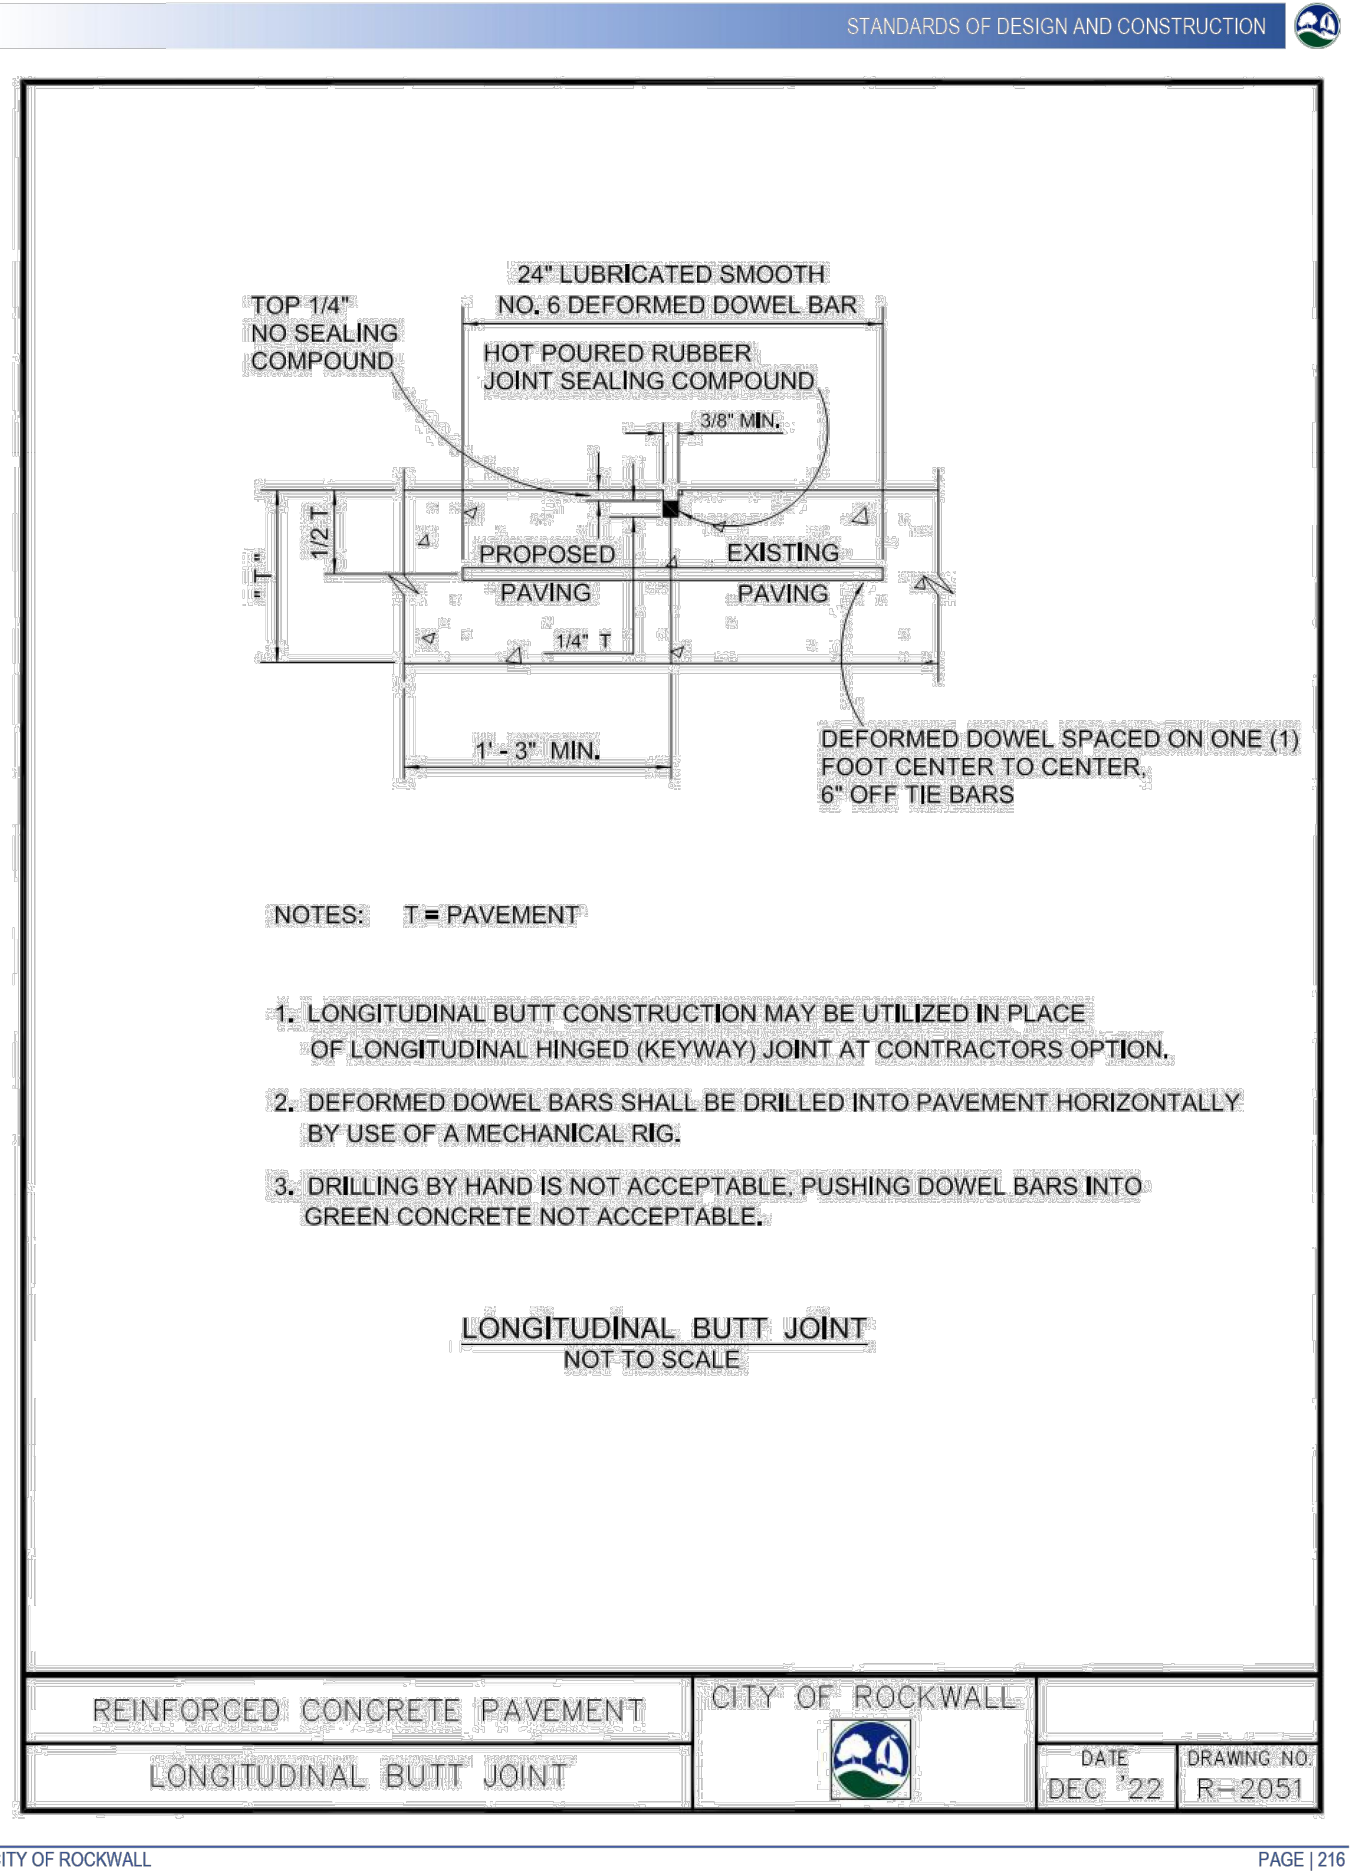 STANDARDS OF DESIGN AND CONSTRUCTION
24" LUBRICATED SMOOTH
NO. 6 DEFORMED DOWEL BAR
TOP 1/4"
NO SEALING
COMPOUND
HOT POURED RUBBER
JOINT SEALING COMPOUND
3/8" MIN.
1/2 T
" T "
PROPOSED
PAVING
EXISTING
PAVING
1/4" T
1' - 3" MIN.
DEFORMED DOWEL SPACED ON ONE (1)
FOOT CENTER TO CENTER,
6" OFF TIE BARS
NOTES: T = PAVEMENT
1. LONGITUDINAL BUTT CONSTRUCTION MAY BE UTILIZED IN PLACE
OF LONGITUDINAL HINGED (KEYWAY) JOINT AT CONTRACTORS OPTION.
2. DEFORMED DOWEL BARS SHALL BE DRILLED INTO PAVEMENT HORIZONTALLY
BY USE OF A MECHANICAL RIG.
3. DRILLING BY HAND IS NOT ACCEPTABLE, PUSHING DOWEL BARS INTO
GREEN CONCRETE NOT ACCEPTABLE.
LONGITUDINAL BUTT JOINT
NOT TO SCALE
REINFORCED CONCRETE PAVEMENT
LONGITUDINAL BUTT JOINT
CITY OF ROCKWALL
DATE
DEC '22
DRAWING NO.
R-2051
CITY OF ROCKWALL
PAGE | 216